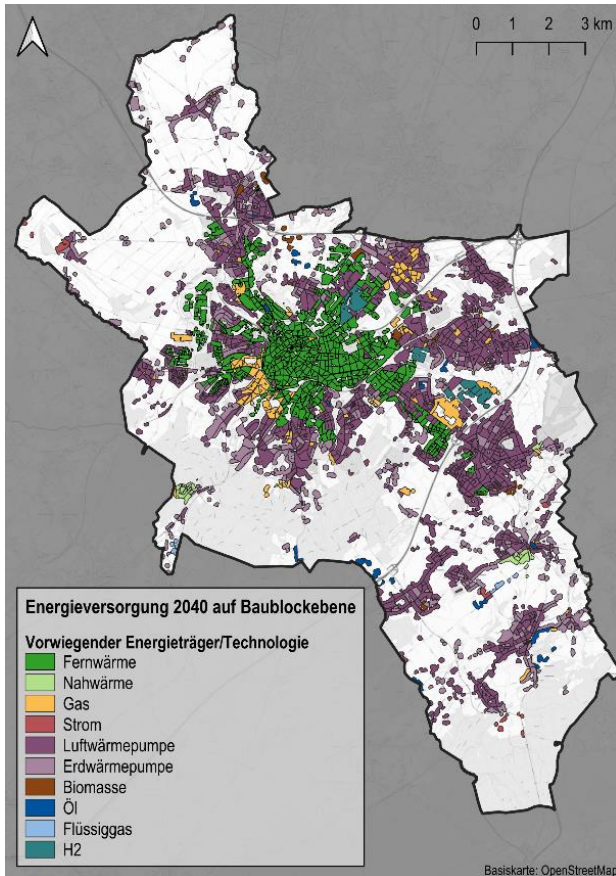 0 1 2 3 km
Energieversorgung 2040 auf Baublockebene
Vorwiegender Energieträger/Technologie
Fernwärme
Nahwärme
Gas
Strom
Luftwärmepumpe
Erdwärmepumpe
Biomasse
Öl
Flüssiggas
H2
Basiskarte: OpenStreetMap